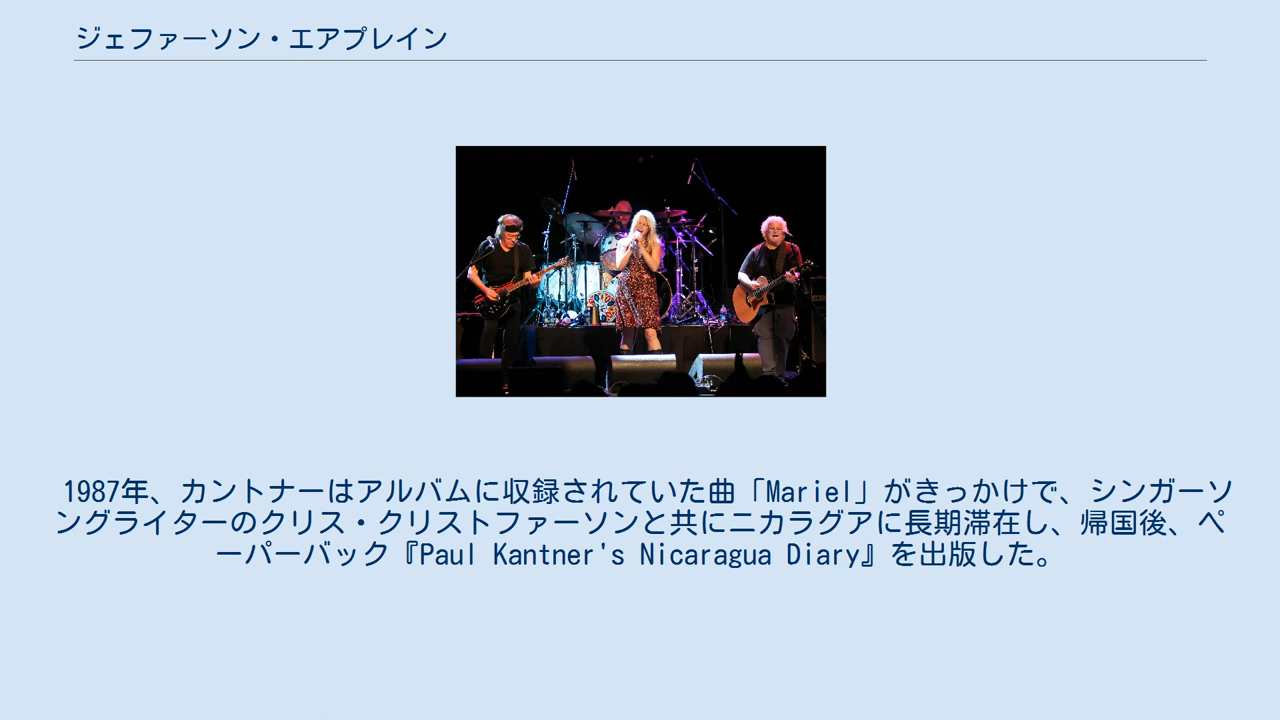 ジェファーソン・エアプレイン
1987年、カントナーはアルバムに収録されていた曲「Mariel」がきっかけで、シンガーソ
ングライターのクリス・クリストファーソンと共にニカラグアに長期滞在し、帰国後、ペ
ーパーバック『Paul Kantner's Nicaragua Diary』を出版した。